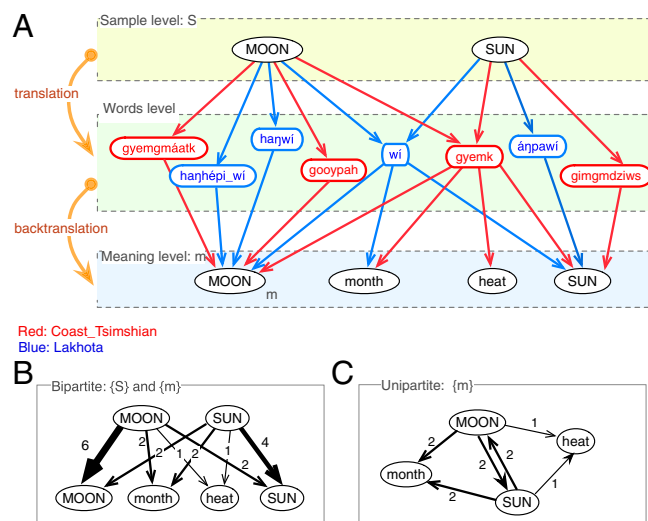 A
Sample level: S
MOON
SUN
translation
Words level
gyemgmáatk
haŋhépi_wí
haŋwí
gooypah
wí
gyemk
áŋpawí
gimgmdziws
backtranslation
Meaning level: m
MOON
m
month
heat
SUN
Red: Coast_Tsimshian
Blue: Lakhota
B
Bipartite: {S} and {m}
MOON
SUN
6
2
2
1
2
1
2
4
MOON
month
heat
SUN
C
Unipartite: {m}
MOON
1
heat
2
2
2
month
2
1
SUN